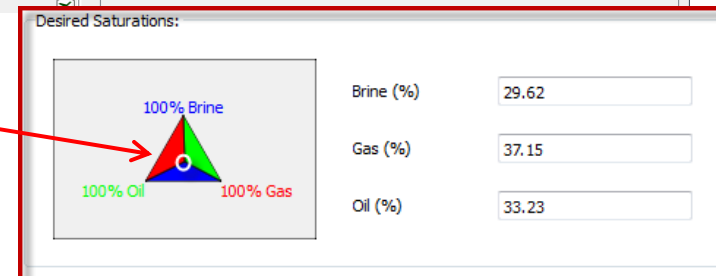 Desired Saturations:
100% Brine
100% Oil
100% Gas
Brine (%) 29.62
Gas (%) 37.15
Oil (%) 33.23